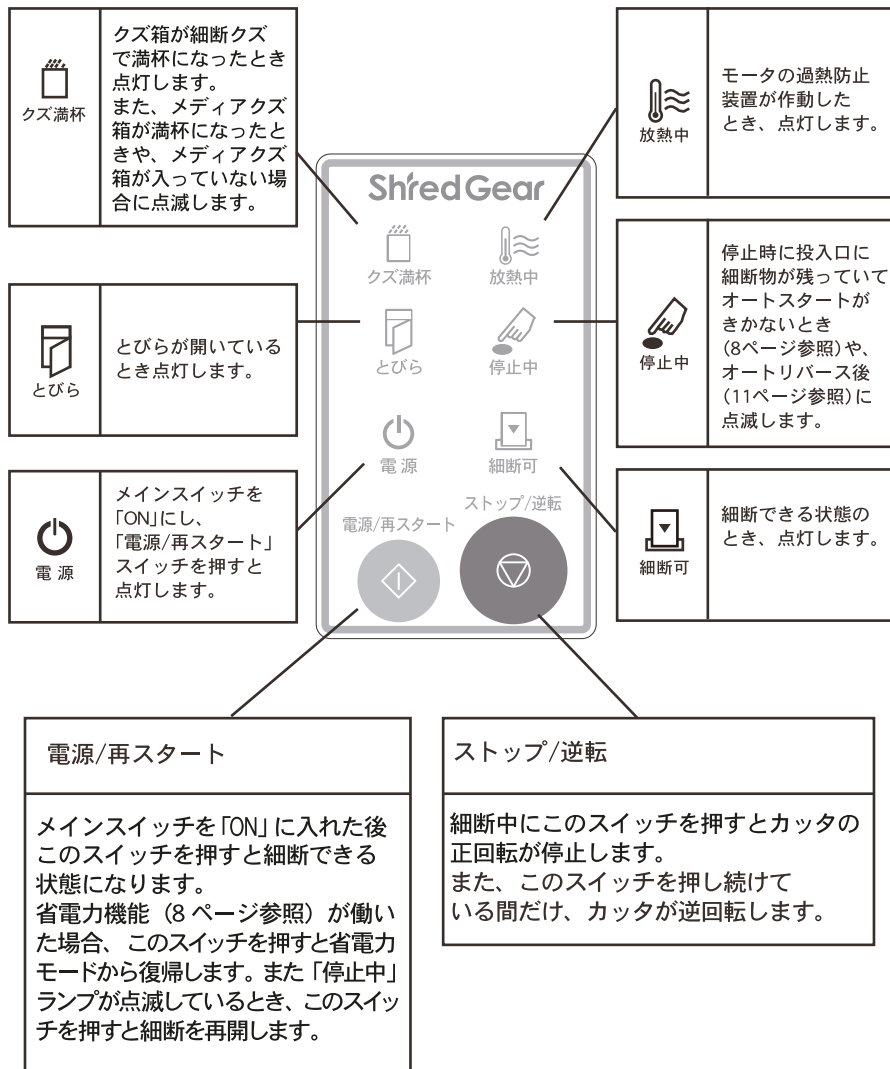 クズ満杯
クズ箱が細断クズ
で満杯になったとき
点灯します。
また、メディアクズ
箱が満杯になったと
きや、メディアクズ
箱が入っていない場
合に点滅します。
放熱中
モータの過熱防止
装置が作動した
とき、点灯します。
とびら
とびらが開いている
とき点灯します。
停止中
停止時に投入口に
細断物が残っていて
オートスタートが
きかないとき
(8ページ参照)や、
オートリバース後
(11ページ参照)に
点滅します。
電 源
メインスイッチを
「ON」にし、
「電源/再スタート」
スイッチを押すと
点灯します。
細断可
細断できる状態の
とき、点灯します。
Shred Gear
クズ満杯
放熱中
とびら
停止中
電 源
細断可
電源/再スタート
ストップ/逆転
電源/再スタート
メインスイッチを「ON」に入れた後
このスイッチを押すと細断できる
状態になります。
省電力機能（8 ページ参照）が働い
た場合、このスイッチを押すと省電力
モードから復帰します。また「停止中」
ランプが点滅しているとき、このスイッ
チを押すと細断を再開します。
ストップ/逆転
細断中にこのスイッチを押すとカッタの
正回転が停止します。
また、このスイッチを押し続けて
いる間だけ、カッタが逆回転します。